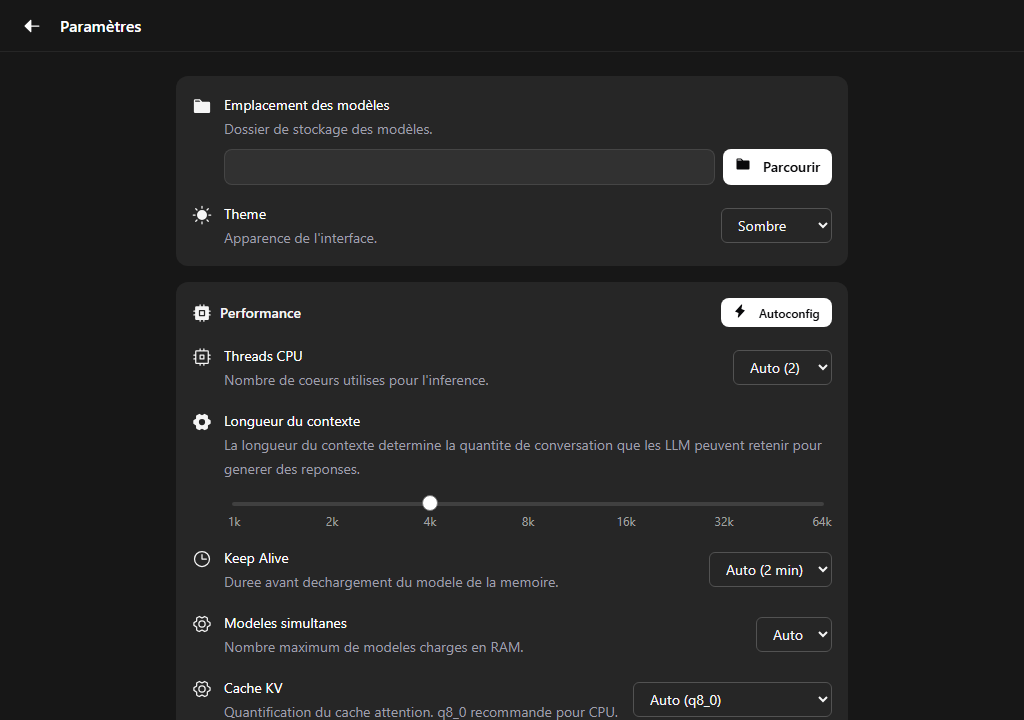 Paramètres
Emplacement des modèles
Dossier de stockage des modèles.
Parcourir
Theme
Apparence de l'interface.
Sombre
Performance
Autoconfig
Threads CPU
Nombre de coeurs utilises pour l'inference.
Auto (2)
Longueur du contexte
La longueur du contexte determine la quantite de conversation que les LLM peuvent retenir pour
generer des reponses.
1k 2k 4k 8k 16k 32k 64k
Keep Alive
Duree avant dechargement du modele de la memoire.
Auto (2 min)
Modeles simultanes
Nombre maximum de modeles charges en RAM.
Auto
Cache KV
Quantification du cache attention. q8_0 recommande pour CPU.
Auto (q8_0)